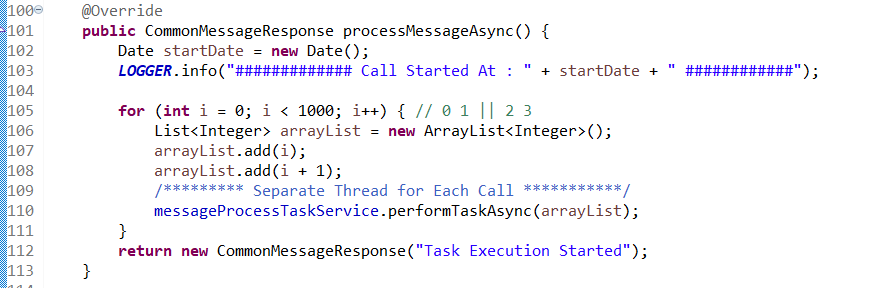 100 @Override
101 public CommonMessageResponse processMessageAsync() {
102 Date startDate = new Date();
103 LOGGER.info("############# Call Started At : " + startDate + " ############");
104
105 for (int i = 0; i < 1000; i++) { // 0 1 || 2 3
106 List<Integer> arrayList = new ArrayList<Integer>();
107 arrayList.add(i);
108 arrayList.add(i + 1);
109 /********* Separate Thread for Each Call ***********/
110 messageProcessTaskService.performTaskAsync(arrayList);
111 }
112 return new CommonMessageResponse("Task Execution Started");
113 }